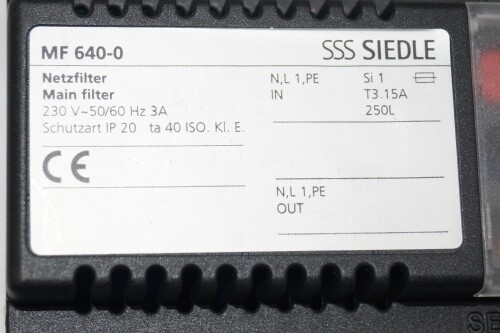 MF 640-0
SSS SIEDLE
Netzfilter
Main filter
230 V~50/60 Hz 3A
Schutzart IP 20 ta 40 ISO. Kl. E.
CE
N,L 1,PE
IN
Si 1
T3.15A
250L
N,L 1,PE
OUT